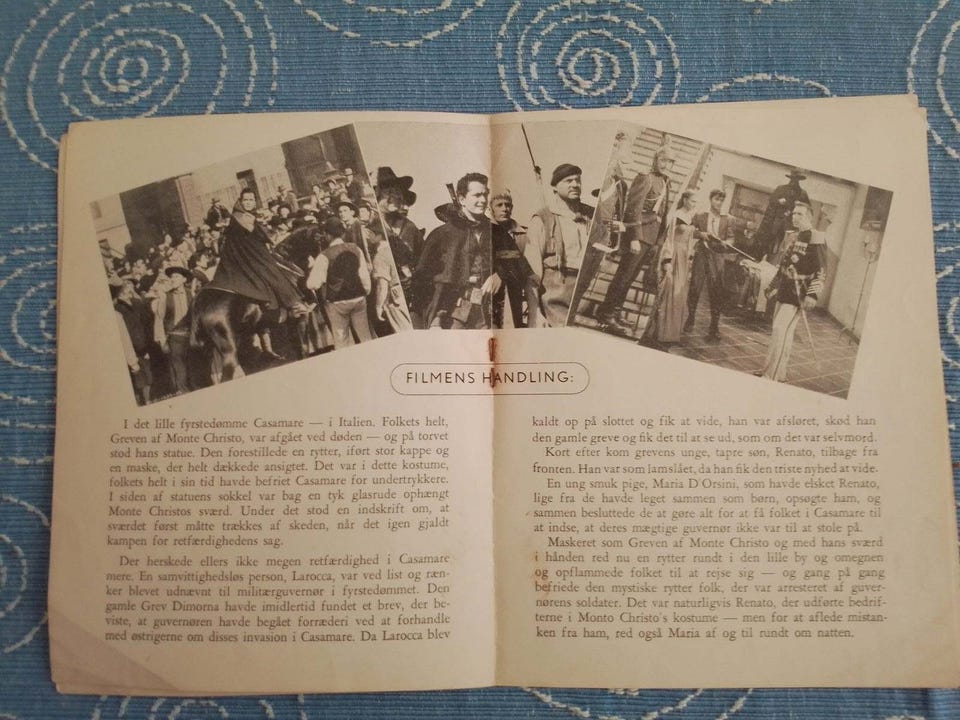 FILMENS HANDLING:
I det lille fyrstedømme Casamare — i Italien. Folkets helt,
Greven af Monte Christo, var afgået ved døden — og på torvet
stod hans statue. Den forestillede en rytter, iført stor kappe og
en maske, der helt dækkede ansigtet. Det var i dette kostume,
folkets helt i sin tid havde befriet Casamare for undertrykkere.
I siden af statuens sokkel var bag en tyk glasrude ophængt
Monte Christos sværd. Under det stod en indskrift om, at
sværdet først måtte trækkes af skeden, når det igen gjaldt
kampen for retfærdighedens sag.
Der herskede ellers ikke megen retfærdighed i Casamare
mere. En samvittighedsløs person, Larocca, var ved list og ræn-
ker blevet udnævnt til militærguvernør i fyrstedømmet. Den
gamle Grev Dimorna havde imidlertid fundet et brev, der be-
viste, at guvernøren havde begået forræderi ved at forhandle
med østrigerne om disses invasion i Casamare. Da Larocca blev
kaldt op på slottet og fik at vide, han var afsløret, skød han
den gamle greve og fik det til at se ud, som om det var selvmord.
Kort efter kom grevens unge, tapre søn, Renato, tilbage fra
fronten. Han var som lamslået, da han fik den triste nyhed at vide.
En ung smuk pige, Maria D'Orsini, som havde elsket Renato,
lige fra de havde leget sammen som børn, opsøgte ham, og
sammen besluttede de at gøre alt for at få folket i Casamare til
at indse, at deres mægtige guvernør ikke var til at stole på.
Maskeret som Greven af Monte Christo og med hans sværd
i hånden red nu en rytter rundt i den lille by og omegnen
og opflammede folket til at rejse sig — og gang på gang
befriede den mystiske rytter folk, der var arresteret af guver-
nørens soldater. Det var naturligvis Renato, der udførte bedrif-
terne i Monto Christo's kostume — men for at aflede mistan-
ken fra ham, red også Maria af og til rundt om natten.